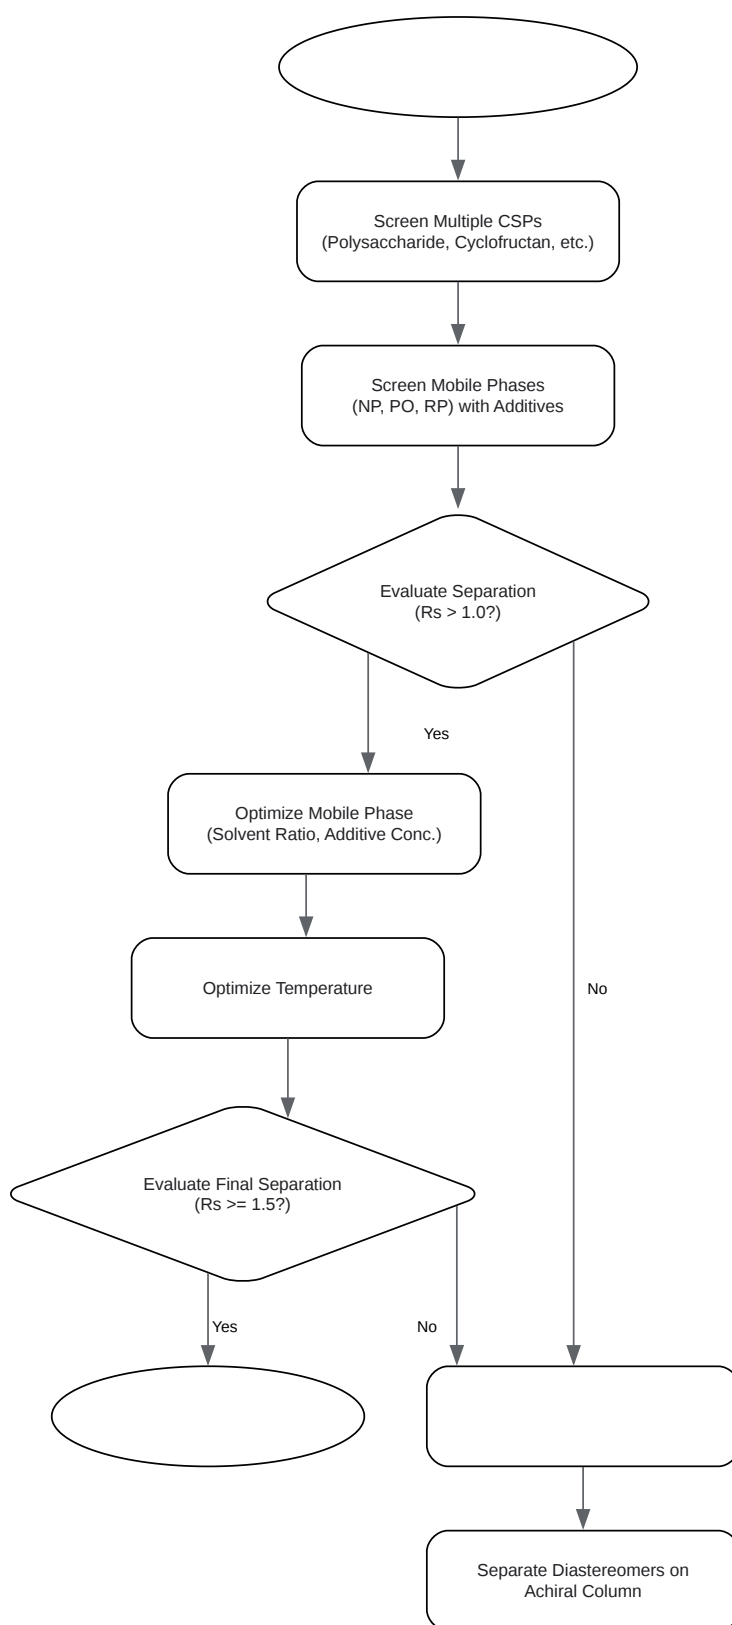 Screen Multiple CSPs
(Polysaccharide, Cyclofructan, etc.)
Screen Mobile Phases
(NP, PO, RP) with Additives
Evaluate Separation
(Rs > 1.0?)
Yes
Optimize Mobile Phase
(Solvent Ratio, Additive Conc.)
Optimize Temperature
No
Evaluate Final Separation
(Rs >= 1.5?)
Yes
No
Separate Diastereomers on
Achiral Column